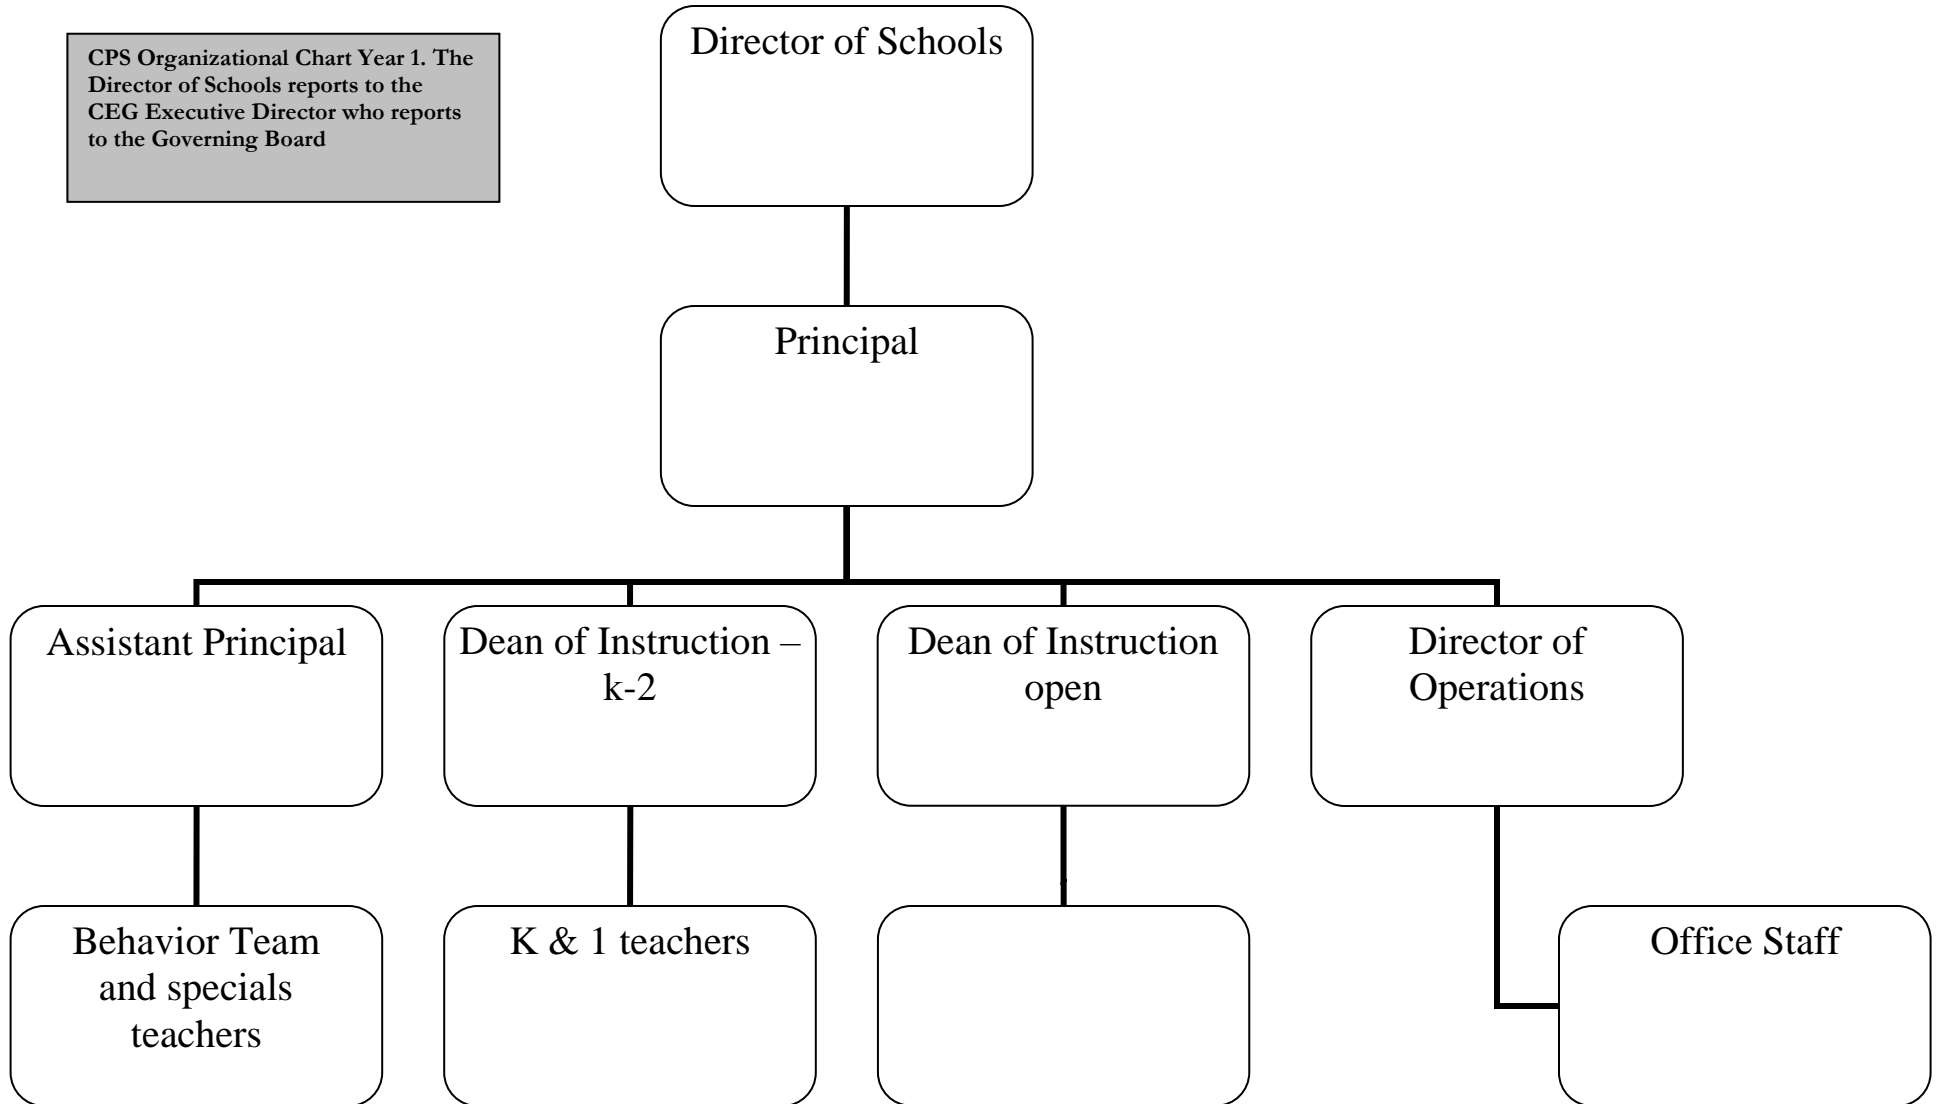 CPS Organizational Chart Year 1. The
Director of Schools reports to the
CEG Executive Director who reports
to the Governing Board
Director of Schools
Principal
Assistant Principal
Dean of Instruction –
k-2
Dean of Instruction
open
Director of
Operations
Behavior Team
and specials
teachers
K & 1 teachers
Office Staff